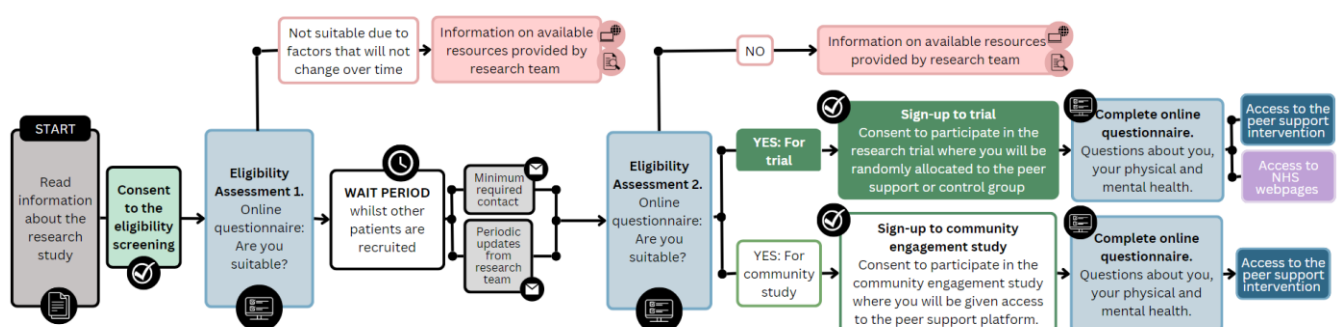 START
Read
information
about the
research
study
Consent
to the
eligibility
screening
Eligibility
Assessment 1.
Online
questionnaire:
Are you
suitable?
Not suitable due to
factors that will not
change over time
Information on available
resources provided by
research team
WAIT PERIOD
whilst other
patients are
recruited
Minimum
required
contact
Periodic
updates
from
research
team
Eligibility
Assessment 2.
Online
questionnaire:
Are you
suitable?
NO
Information on available resources
provided by research team
YES: For
trial
Sign-up to trial
Consent to participate in the
research trial where you will be
randomly allocated to the peer
support or control group
Complete online
questionnaire.
Questions about you,
your physical and
mental health.
Access to the
peer support
intervention
Access to
NHS
webpages
YES: For
community
study
Sign-up to community
engagement study
Consent to participate in the
community engagement study
where you will be given access
to the peer support platform.
Complete online
questionnaire.
Questions about you,
your physical and
mental health.
Access to the
peer support
intervention